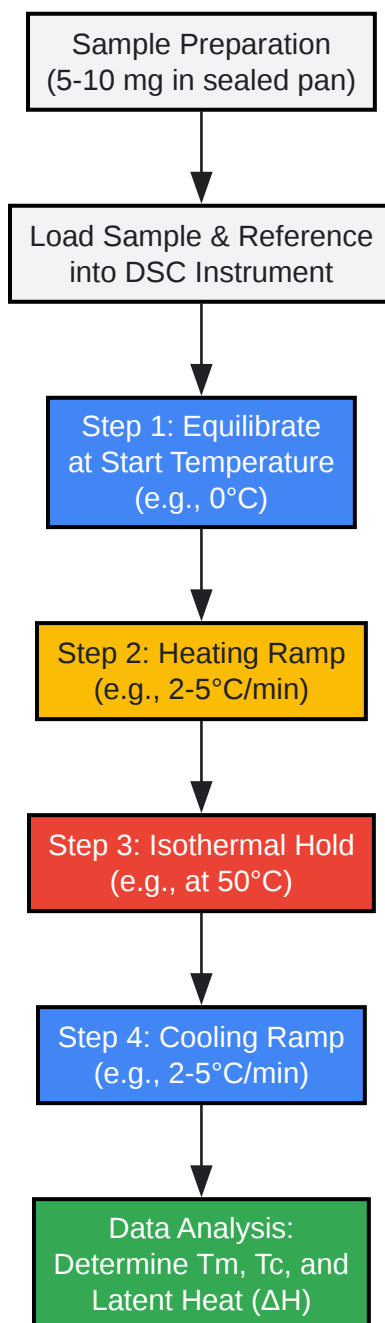 Sample Preparation
(5-10 mg in sealed pan)
Load Sample & Reference
into DSC Instrument
Step 1: Equilibrate
at Start Temperature
(e.g., 0°C)
Step 2: Heating Ramp
(e.g., 2-5°C/min)
Step 3: Isothermal Hold
(e.g., at 50°C)
Step 4: Cooling Ramp
(e.g., 2-5°C/min)
Data Analysis:
Determine Tm, Tc, and
Latent Heat (ΔH)